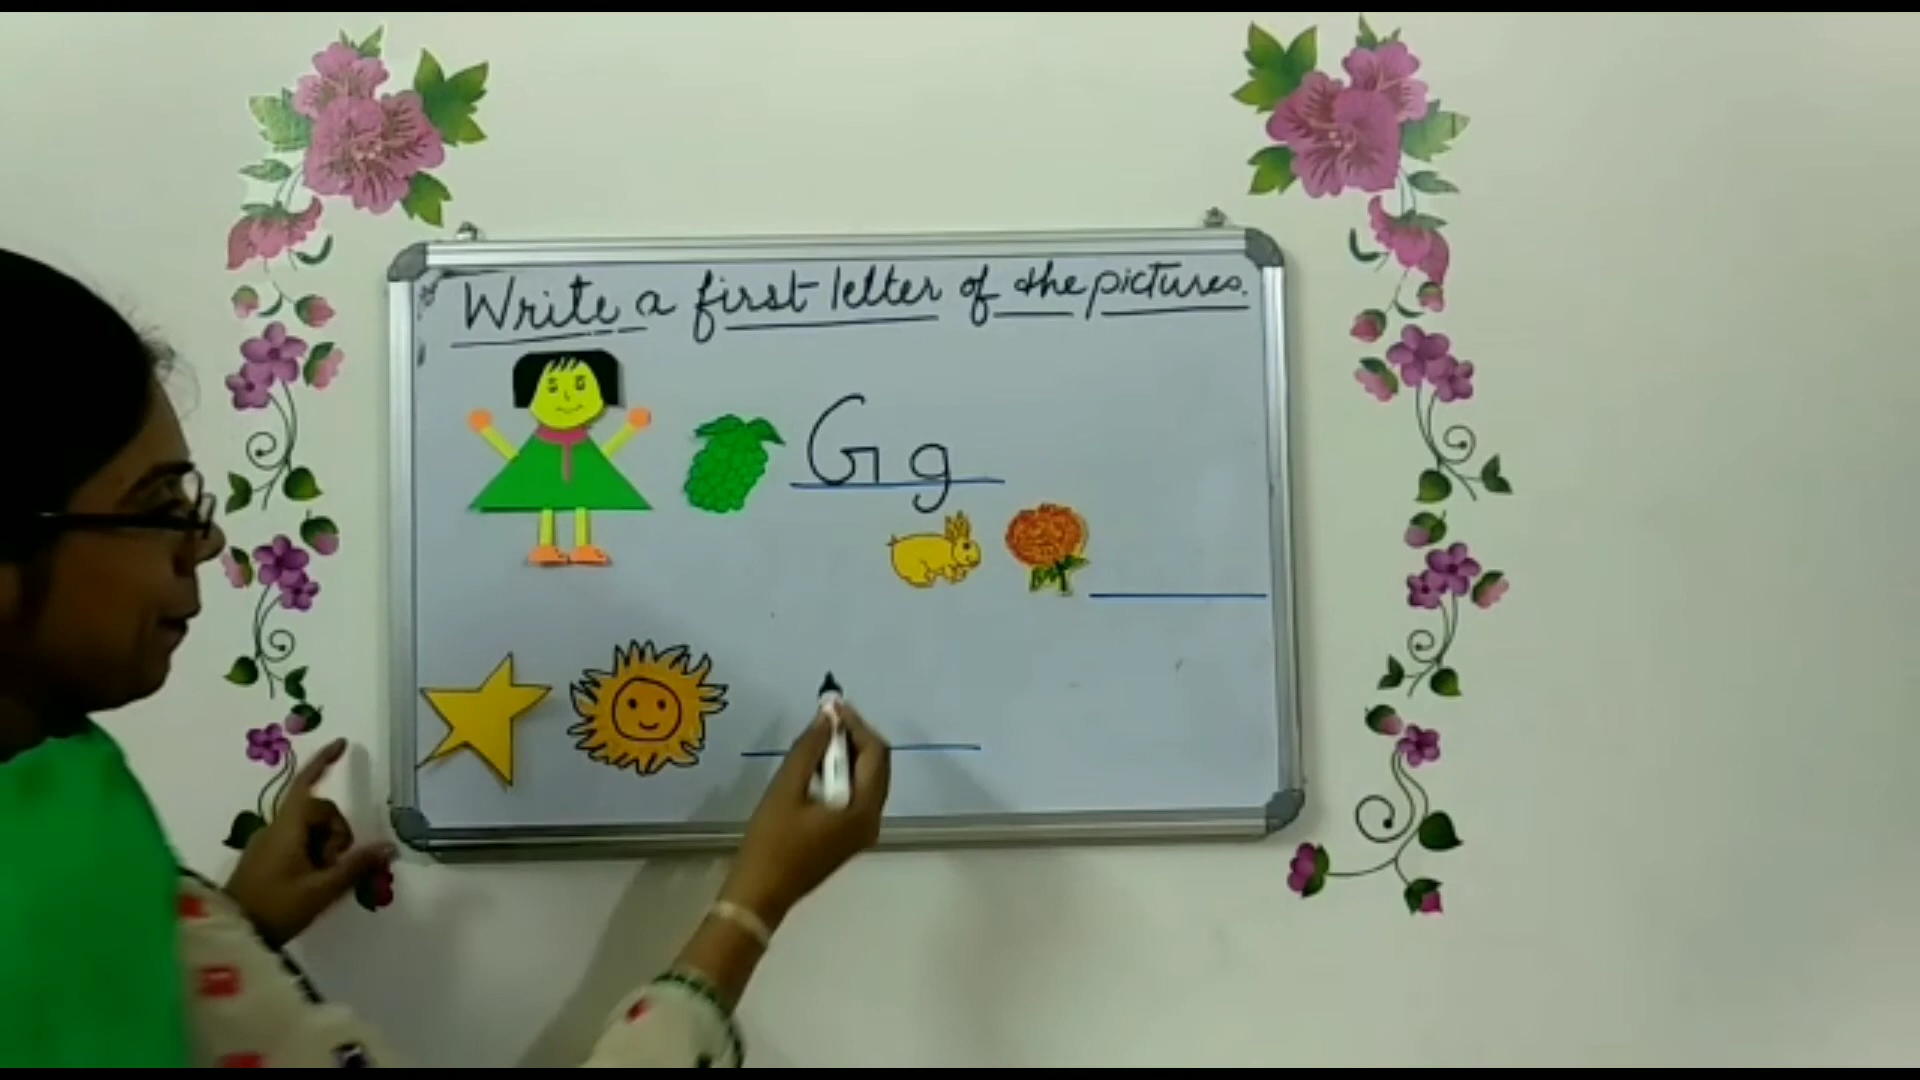 Write a first letter of the pictures.
G g